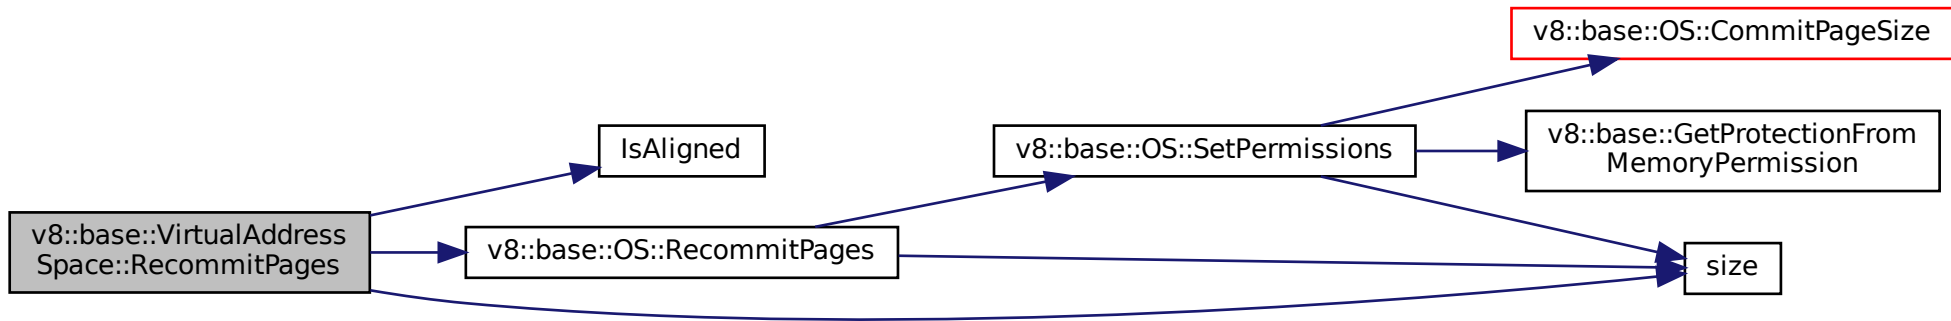 v8::base::OS::CommitPageSize
v8::base::GetProtectionFrom
MemoryPermission
IsAligned
v8::base::OS::SetPermissions
v8::base::VirtualAddress
Space::RecommitPages
v8::base::OS::RecommitPages
size